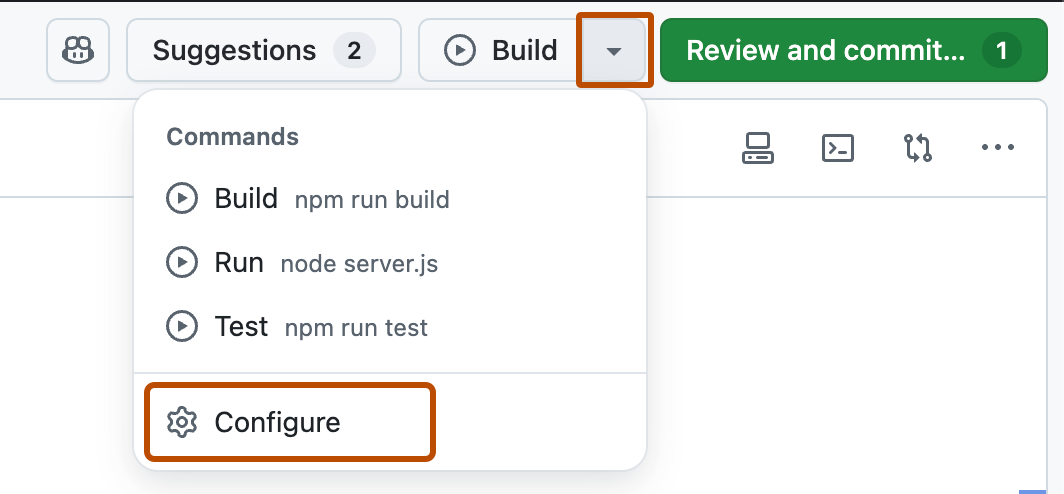 Suggestions 2 Build Review and commit... 1
Commands
Build npm run build
Run node server.js
Test npm run test
Configure